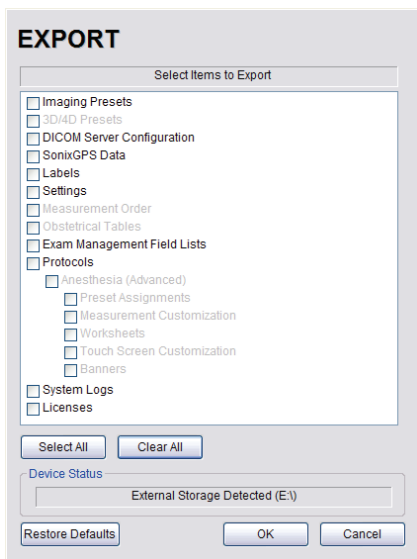 EXPORT
Select Items to Export
Imaging Presets
3D/4D Presets
DICOM Server Configuration
SonixGPS Data
Labels
Settings
Measurement Order
Obstetrical Tables
Exam Management Field Lists
Protocols
Anesthesia (Advanced)
Preset Assignments
Measurement Customization
Worksheets
Touch Screen Customization
Banners
System Logs
Licenses
Select All Clear All
Device Status
External Storage Detected (E:\)
Restore Defaults OK Cancel